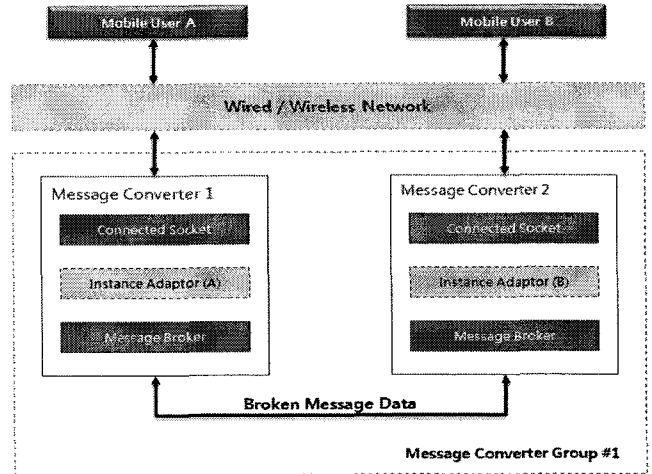 Mobile User A
Mobile User B
Wired / Wireless Network
Message Converter 1
Connected Socket
Instance Adaptor (A)
Message Broker
Message Converter 2
Connected Socket
Instance Adaptor (B)
Message Broker
Broken Message Data
Message Converter Group #1